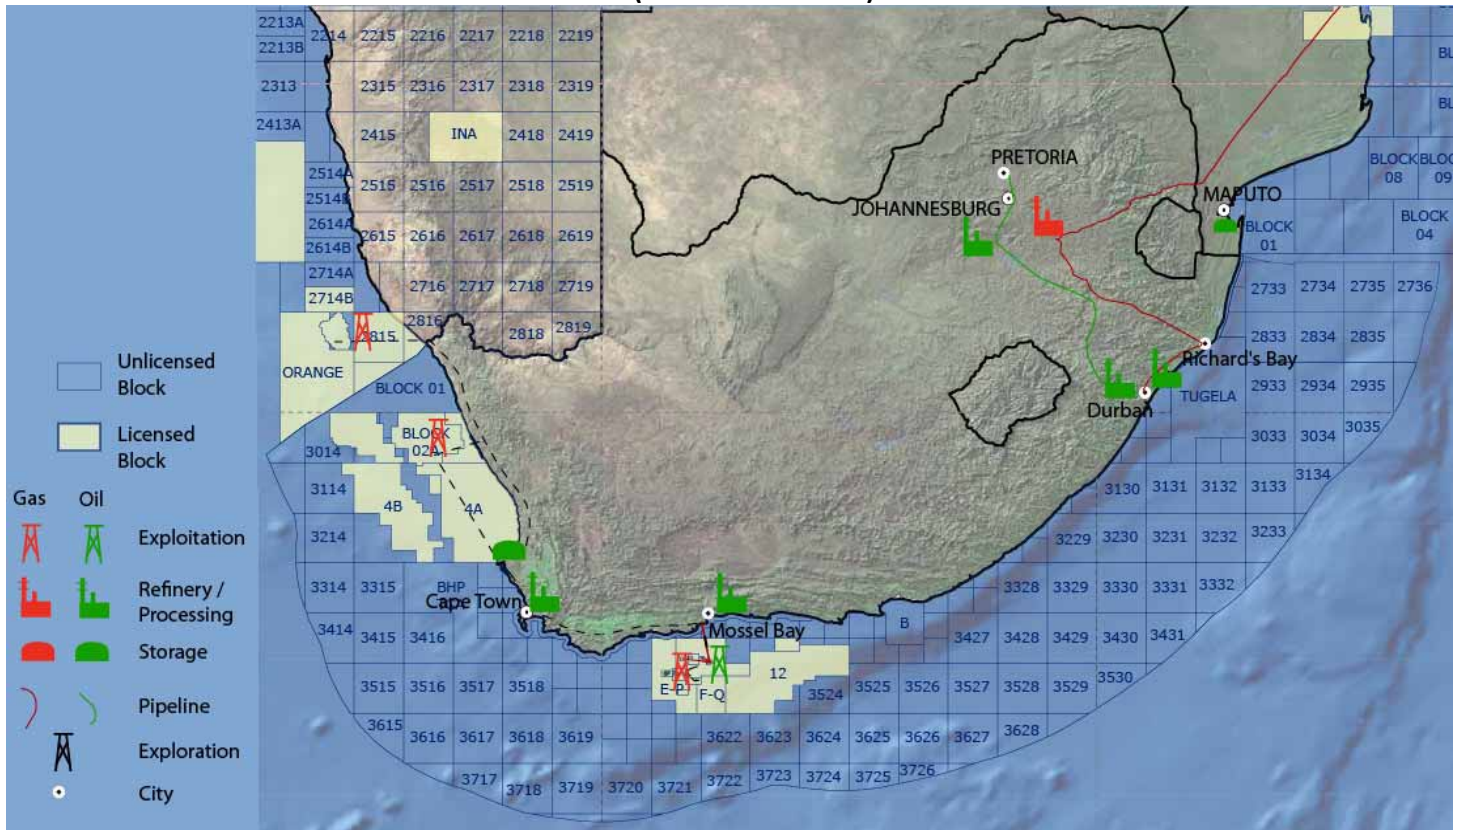 2213A
2214 2215 2216 2217 2218 2219
2213B
2313 2315 2316 2317 2318 2319
BL
BL
2413A 2415 INA 2418 2419
PRETORIA
BLOCK 08
BLOC 09
2514A 2515 2516 2517 2518 2519
2514B
MAPUTO
JOHANNESBURG
2614A 2615 2616 2617 2618 2619
BLOCK 01
BLOCK 04
2614B
2714A 2716 2717 2718 2719
2714B
2733 2734 2735 2736
2815 2816 2818 2819
2833 2834 2835
Richard's Bay
Unlicensed
Block
ORANGE
BLOCK 01
TUGELA 2933 2934 2935
Durban
Licensed
Block
3014
BLOCK
02A
3033 3034 3035
3114 4B 4A
3130 3131 3132 3133 3134
Gas Oil
Exploitation
3214
3229 3230 3231 3232 3233
Refinery /
Processing
3314 3315 BHP
Cape Town
3328 3329 3330 3331 3332
Storage
3414 3415 3416
Mossel Bay
B
3427 3428 3429 3430 3431
Pipeline
3515 3516 3517 3518
E-P F-Q 12
3524 3525 3526 3527 3528 3529 3530
Exploration
3615 3616 3617 3618 3619
3622 3623 3624 3625 3626 3627 3628
City
3717 3718 3719 3720 3721 3722 3723 3724 3725 3726